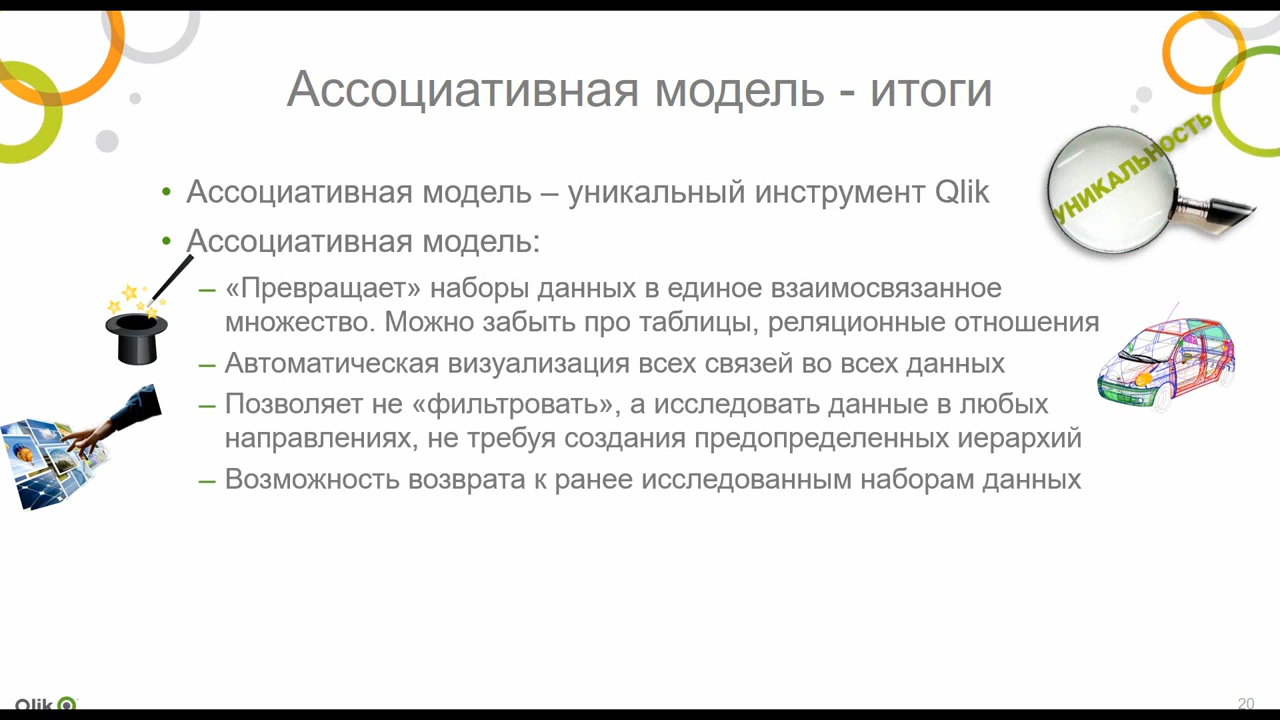 Ассоциативная модель - итоги
УНИКАЛЬНОСТЬ
• Ассоциативная модель – уникальный инструмент Qlik
• Ассоциативная модель:
– «Превращает» наборы данных в единое взаимосвязанное
множество. Можно забыть про таблицы, реляционные отношения
– Автоматическая визуализация всех связей во всех данных
– Позволяет не «фильтровать», а исследовать данные в любых
направлениях, не требуя создания предопределенных иерархий
– Возможность возврата к ранее исследованным наборам данных
Qlik
20